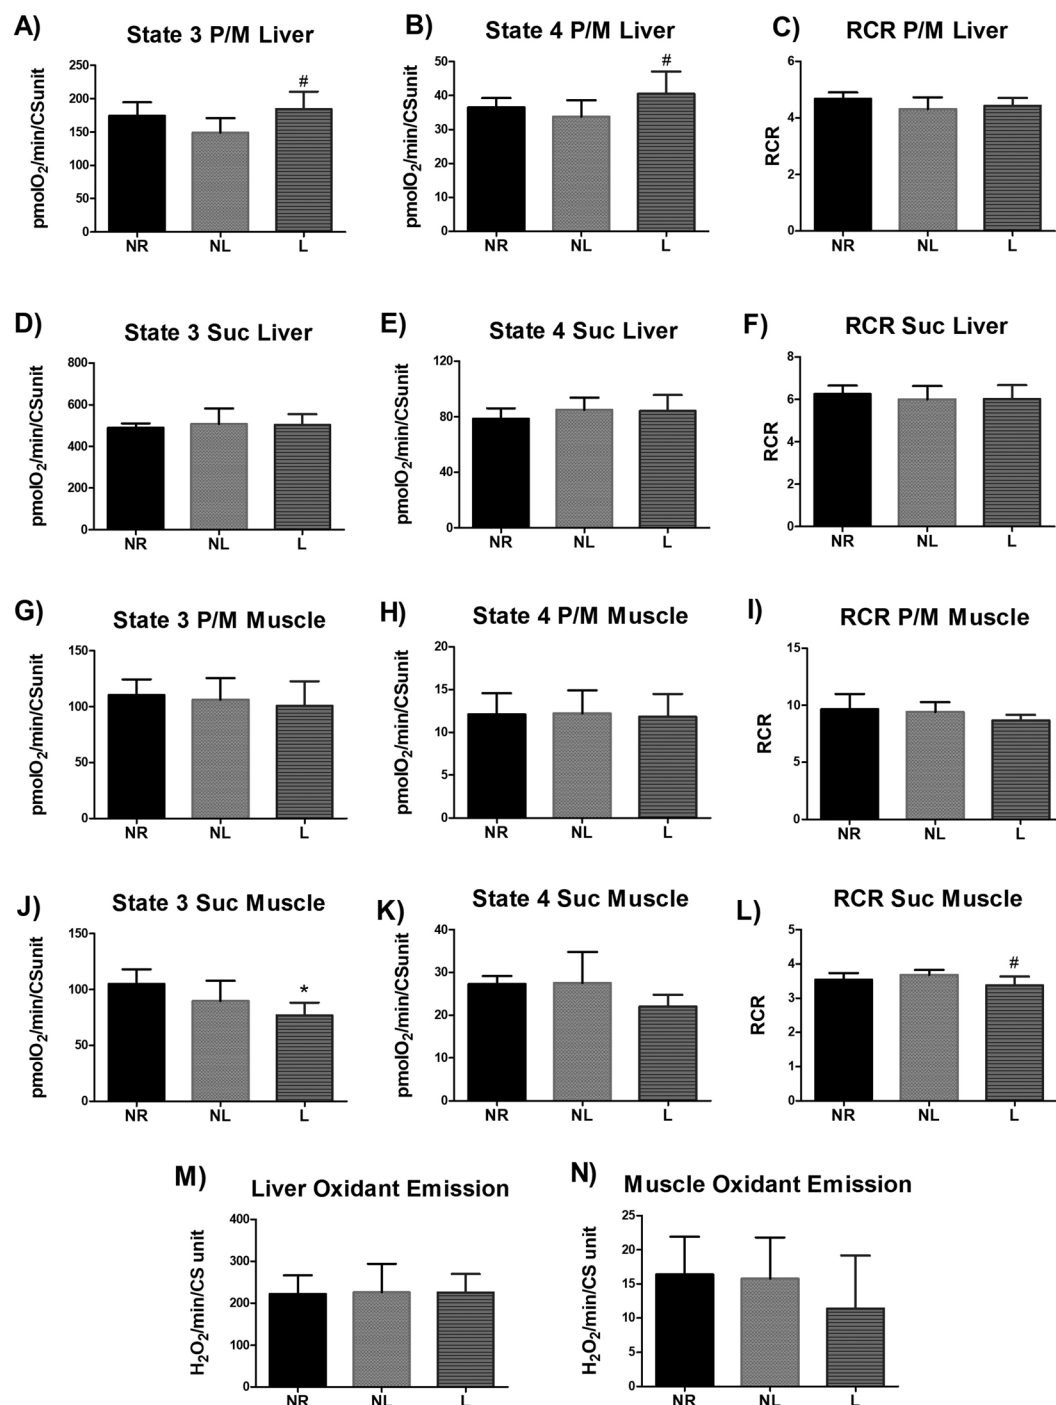 A) State 3 P/M Liver
pmolO2/min/CSunit
250
200
150
100
50
0
#
NR NL L
B) State 4 P/M Liver
pmolO2/min/CSunit
50
40
30
20
10
0
#
NR NL L
C) RCR P/M Liver
RCR
6
4
2
0
NR NL L
D) State 3 Suc Liver
pmolO2/min/CSunit
800
600
400
200
0
NR NL L
E) State 4 Suc Liver
pmolO2/min/CSunit
120
80
40
0
NR NL L
F) RCR Suc Liver
RCR
8
6
4
2
0
NR NL L
G) State 3 P/M Muscle
pmolO2/min/CSunit
150
100
50
0
NR NL L
H) State 4 P/M Muscle
pmolO2/min/CSunit
20
15
10
5
0
NR NL L
I) RCR P/M Muscle
RCR
15
10
5
0
NR NL L
J) State 3 Suc Muscle
pmolO2/min/CSunit
150
100
50
0
*
NR NL L
K) State 4 Suc Muscle
pmolO2/min/CSunit
40
30
20
10
0
NR NL L
L) RCR Suc Muscle
RCR
5
4
3
2
1
0
#
NR NL L
M) Liver Oxidant Emission
H2O2/min/CS unit
400
300
200
100
0
NR NL L
N) Muscle Oxidant Emission
H2O2/min/CS unit
25
20
15
10
5
0
NR NL L